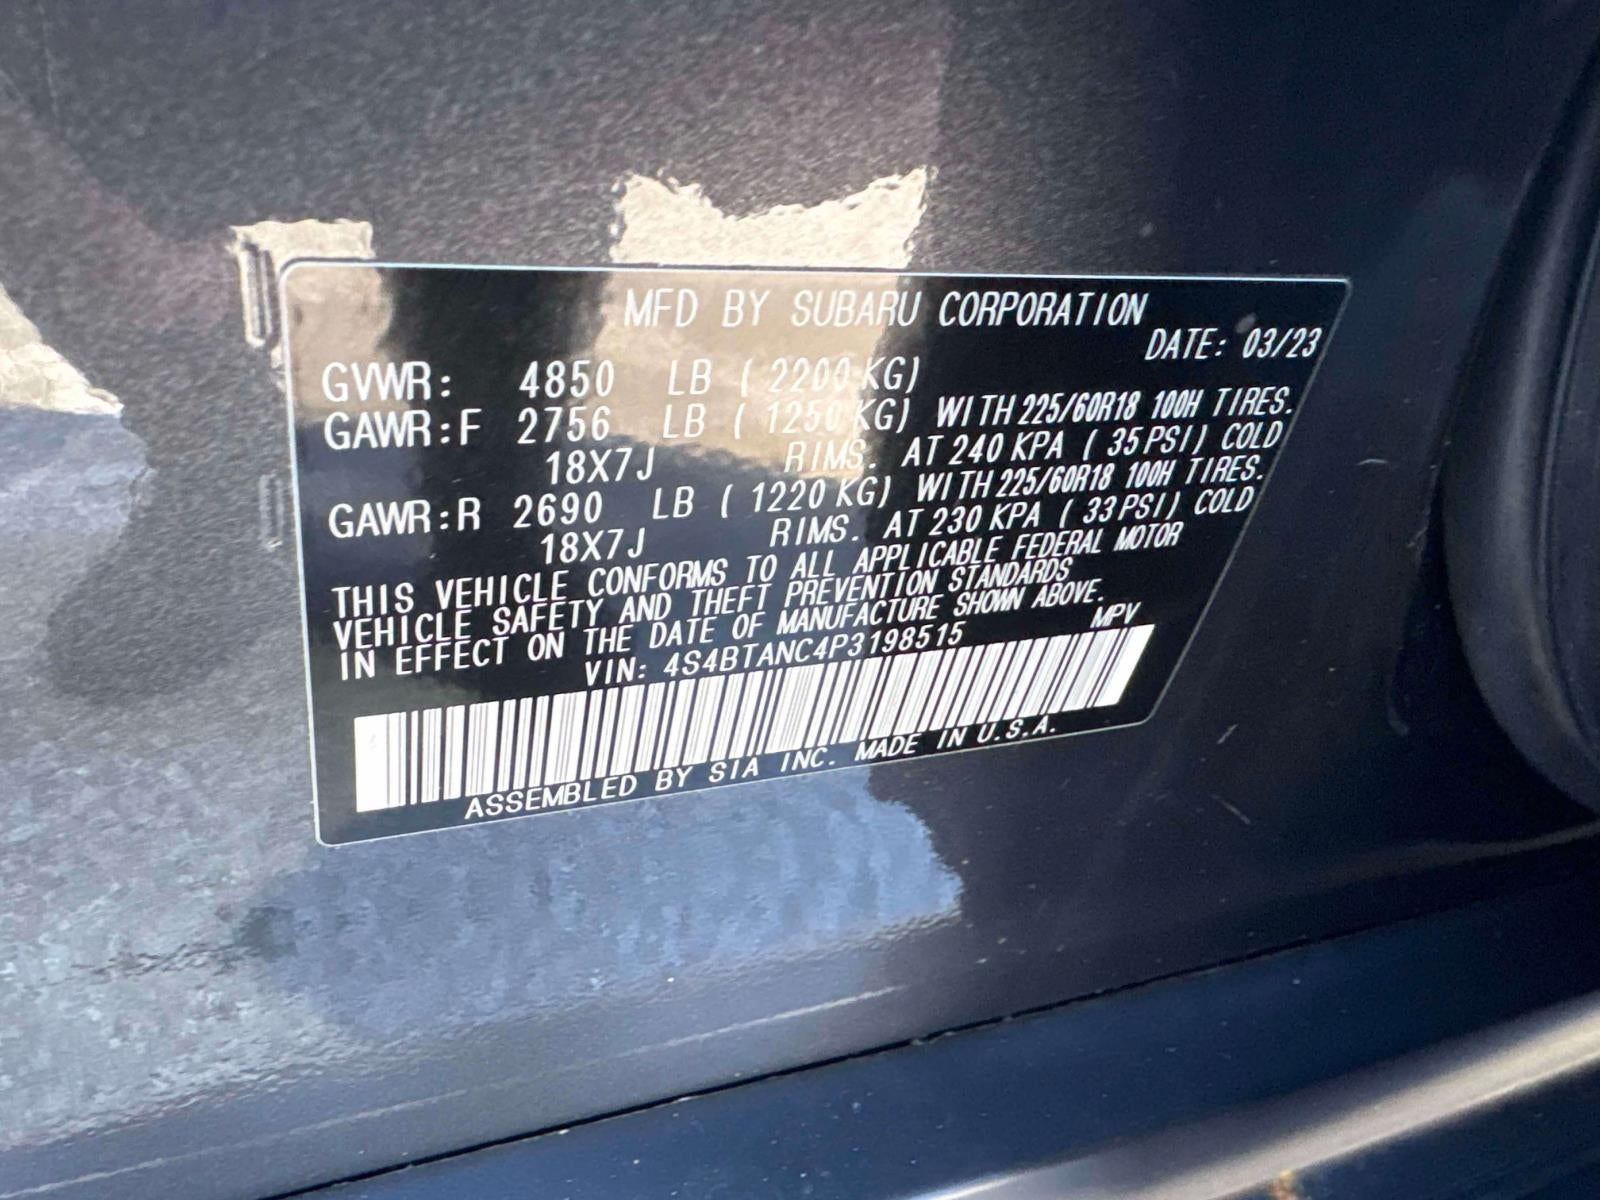 MFD BY SUBARU CORPORATION
DATE: 03/23
GVWR: 4850 LB ( 2200 KG)
GAWR:F 2756 LB ( 1250 KG) WITH 225/60R18 100H TIRES.
18X7J RIMS. AT 240 KPA ( 35 PSI) COLD
GAWR:R 2690 LB ( 1220 KG) WITH 225/60R18 100H TIRES.
18X7J RIMS. AT 230 KPA ( 33 PSI) COLD
THIS VEHICLE CONFORMS TO ALL APPLICABLE FEDERAL MOTOR
VEHICLE SAFETY AND THEFT PREVENTION STANDARDS
IN EFFECT ON THE DATE OF MANUFACTURE SHOWN ABOVE.
VIN: 4S4BTANC4P3198515 MPV
ASSEMBLED BY SIA INC. MADE IN U.S.A.